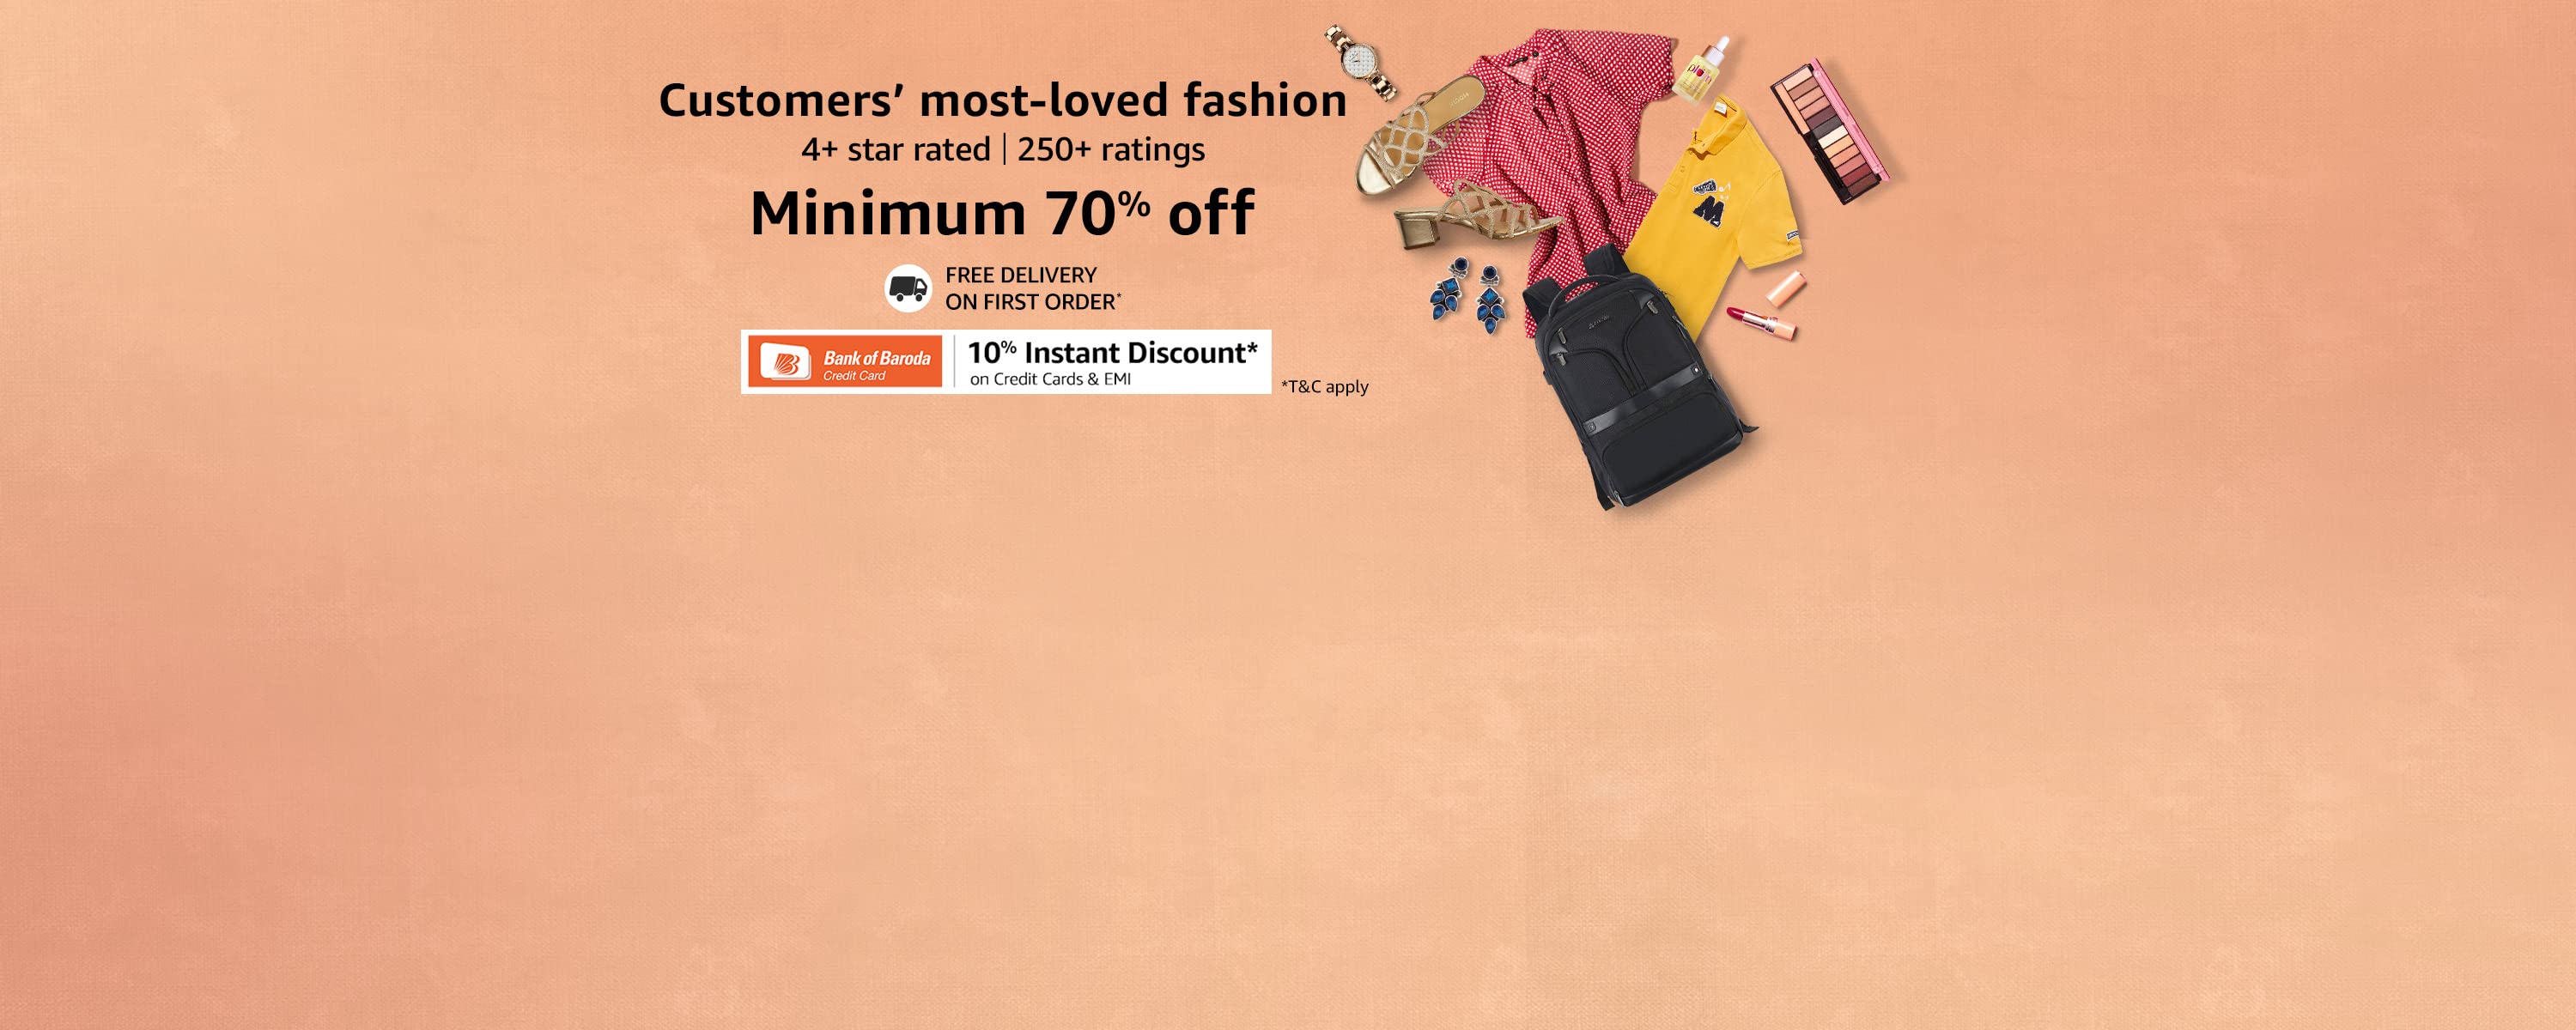 Customers’ most-loved fashion
4+ star rated | 250+ ratings
Minimum 70% off
FREE DELIVERY
ON FIRST ORDER*
Bank of Baroda
Credit Card
10% Instant Discount*
on Credit Cards & EMI
*T&C apply
plum
M